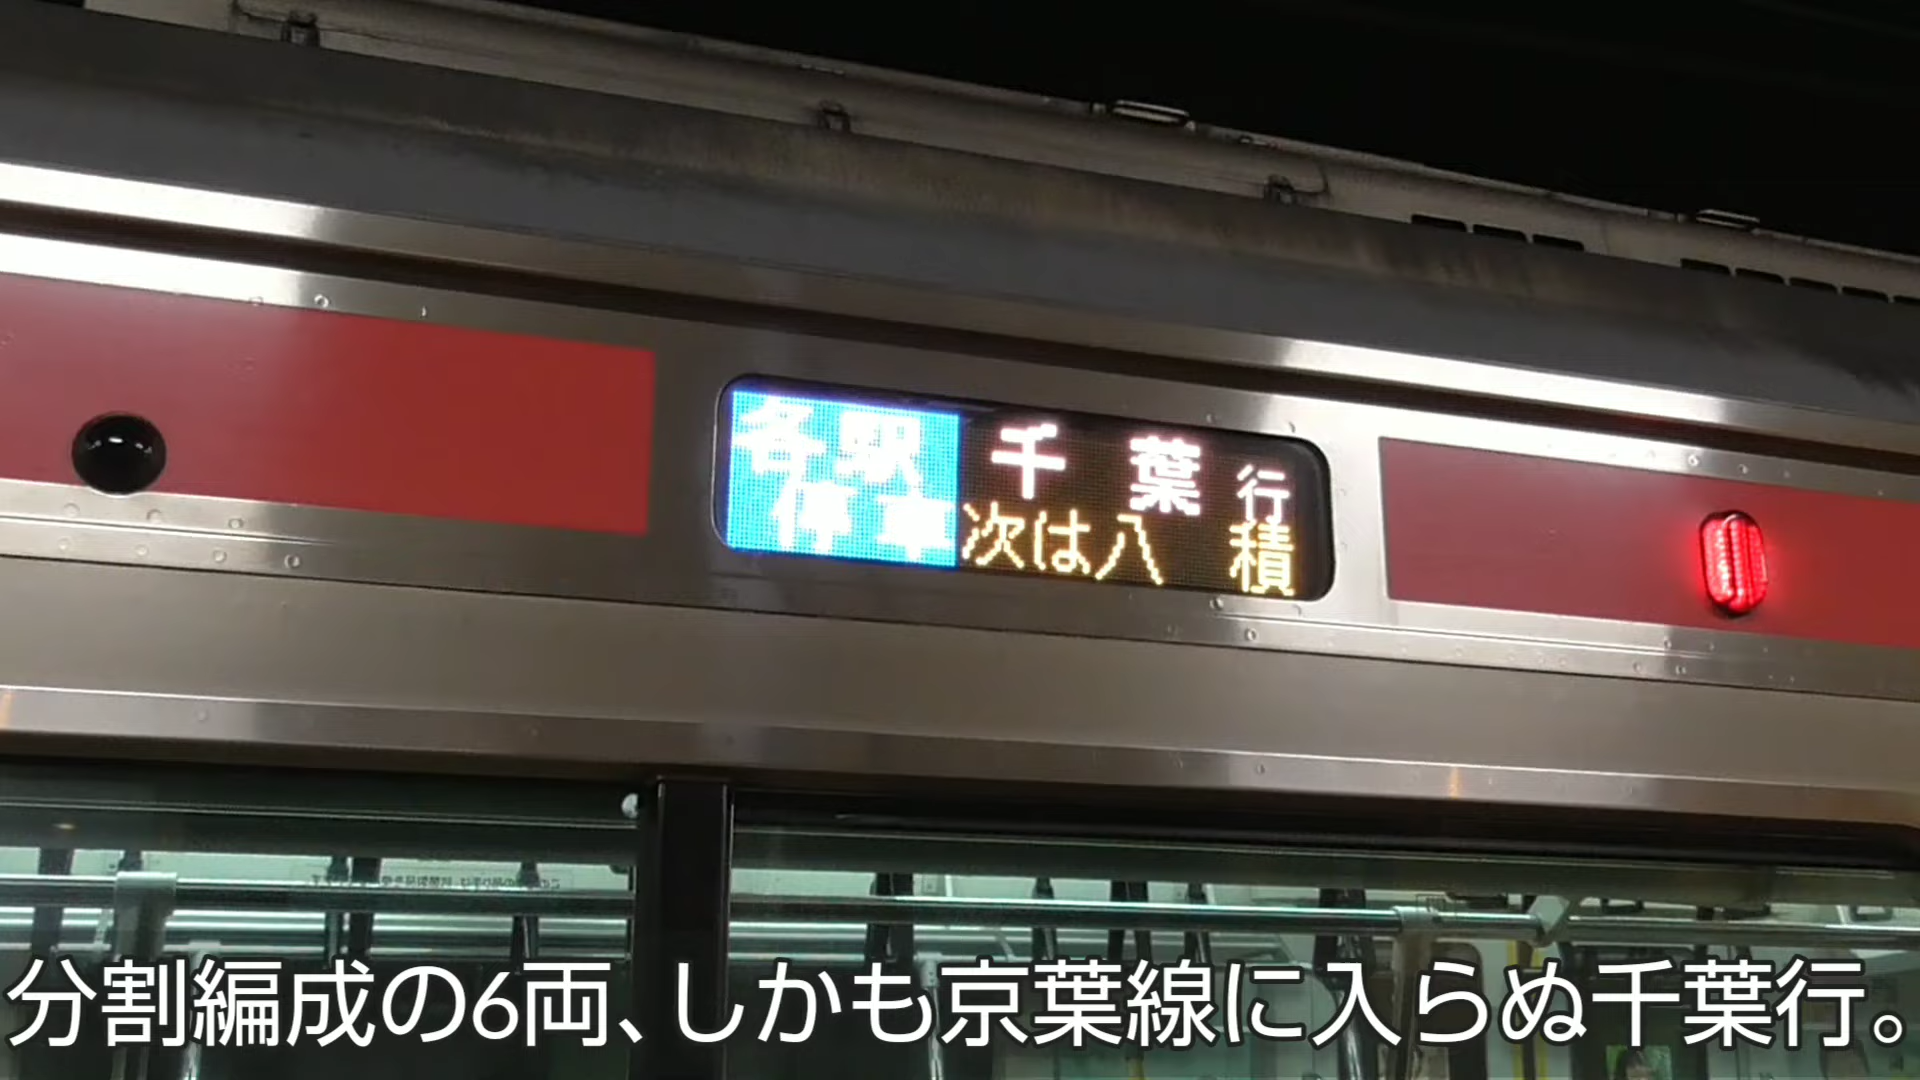 各駅停車 千葉行
次は八積
分割編成の6両、しかも京葉線に入らぬ千葉行。